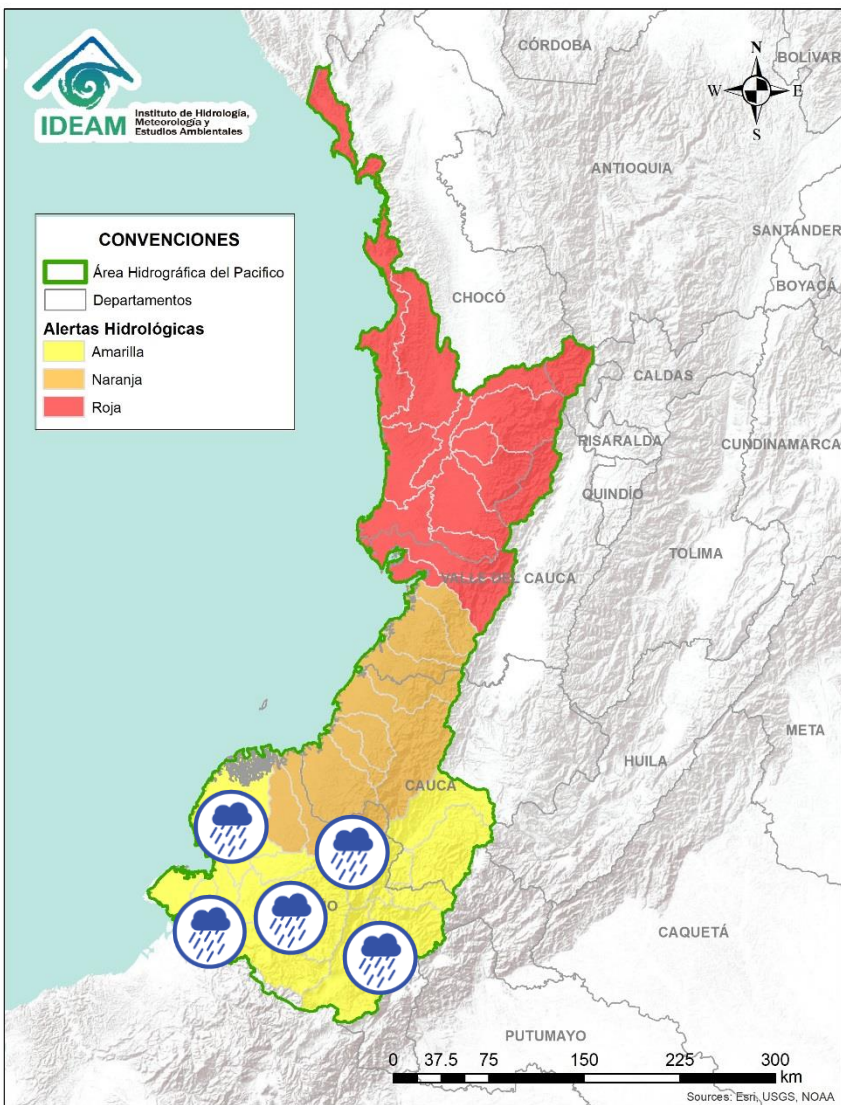 IDEAM
Instituto de Hidrología,
Meteorología y
Estudios Ambientales
CÓRDOBA
BOLÍVAR
N
W
E
S
ANTIOQUIA
SANTANDER
BOYACÁ
CONVENCIONES
Área Hidrográfica del Pacifico
Departamentos
Alertas Hidrológicas
Amarilla
Naranja
Roja
CHOCÓ
CALDAS
RISARALDA
CUNDINAMARCA
QUINDÍO
TOLIMA
VALLE DEL CAUCA
META
HUILA
CAUCA
CAQUETÁ
PUTUMAYO
0 37.5 75 150 225 300
km
Sources: Esri, USGS, NOAA